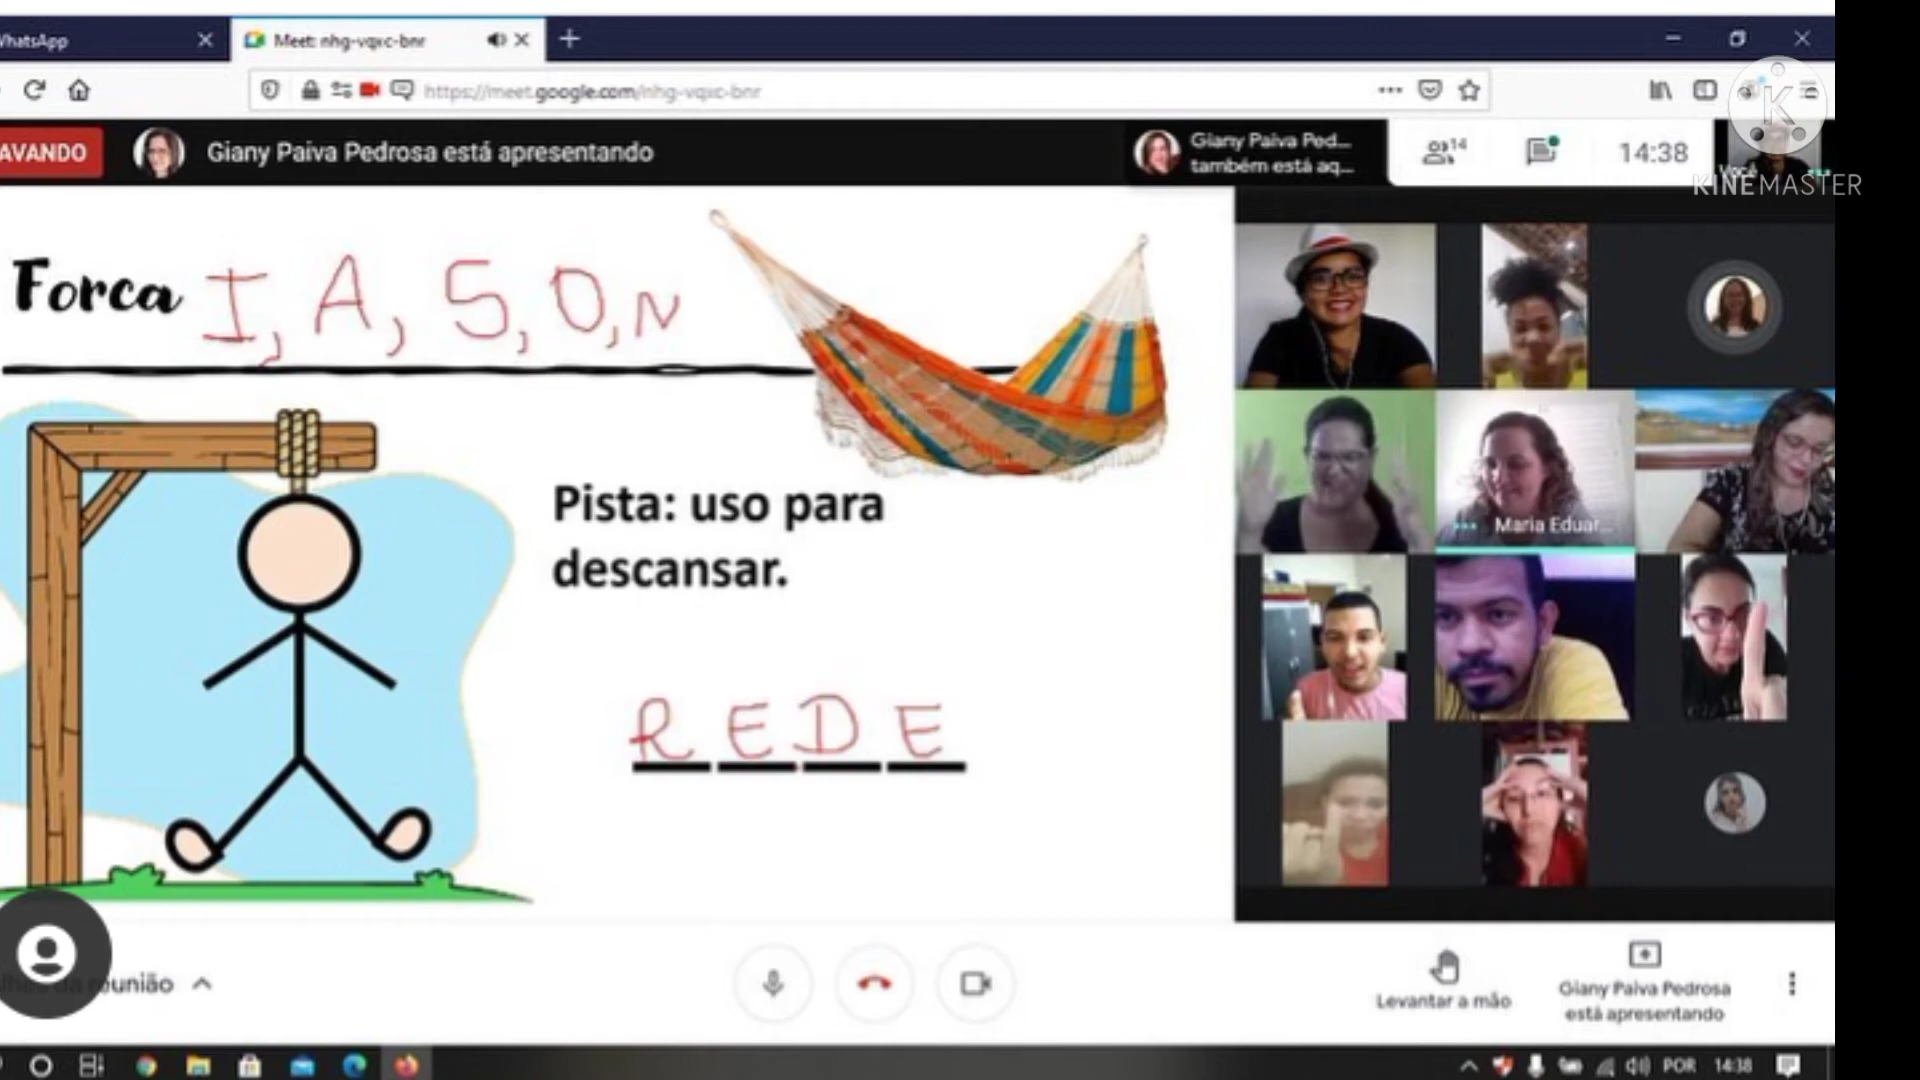 WhatsApp
Meet: nhg-vqxc-bnr
https://meet.google.com/nhg-vqxc-bnr
AVANDO
Giany Paiva Pedrosa está apresentando
Giany Paiva Ped...
também está aq...
14
14:38
Você
KINEMASTER
Forca I, A, S, O, N
Pista: uso para
descansar.
R E D E
Maria Eduar...
reunião
Levantar a mão
Giany Paiva Pedrosa
está apresentando
POR 14:38